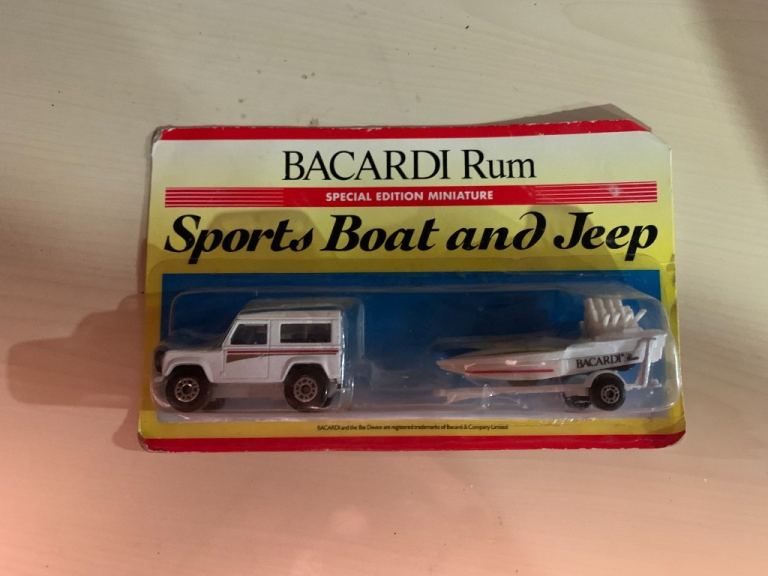 BACARDI Rum
SPECIAL EDITION MINIATURE
Sports Boat and Jeep
BACARDI
BACARDI and the Bat Device are registered trademarks of Bacardi & Company Limited